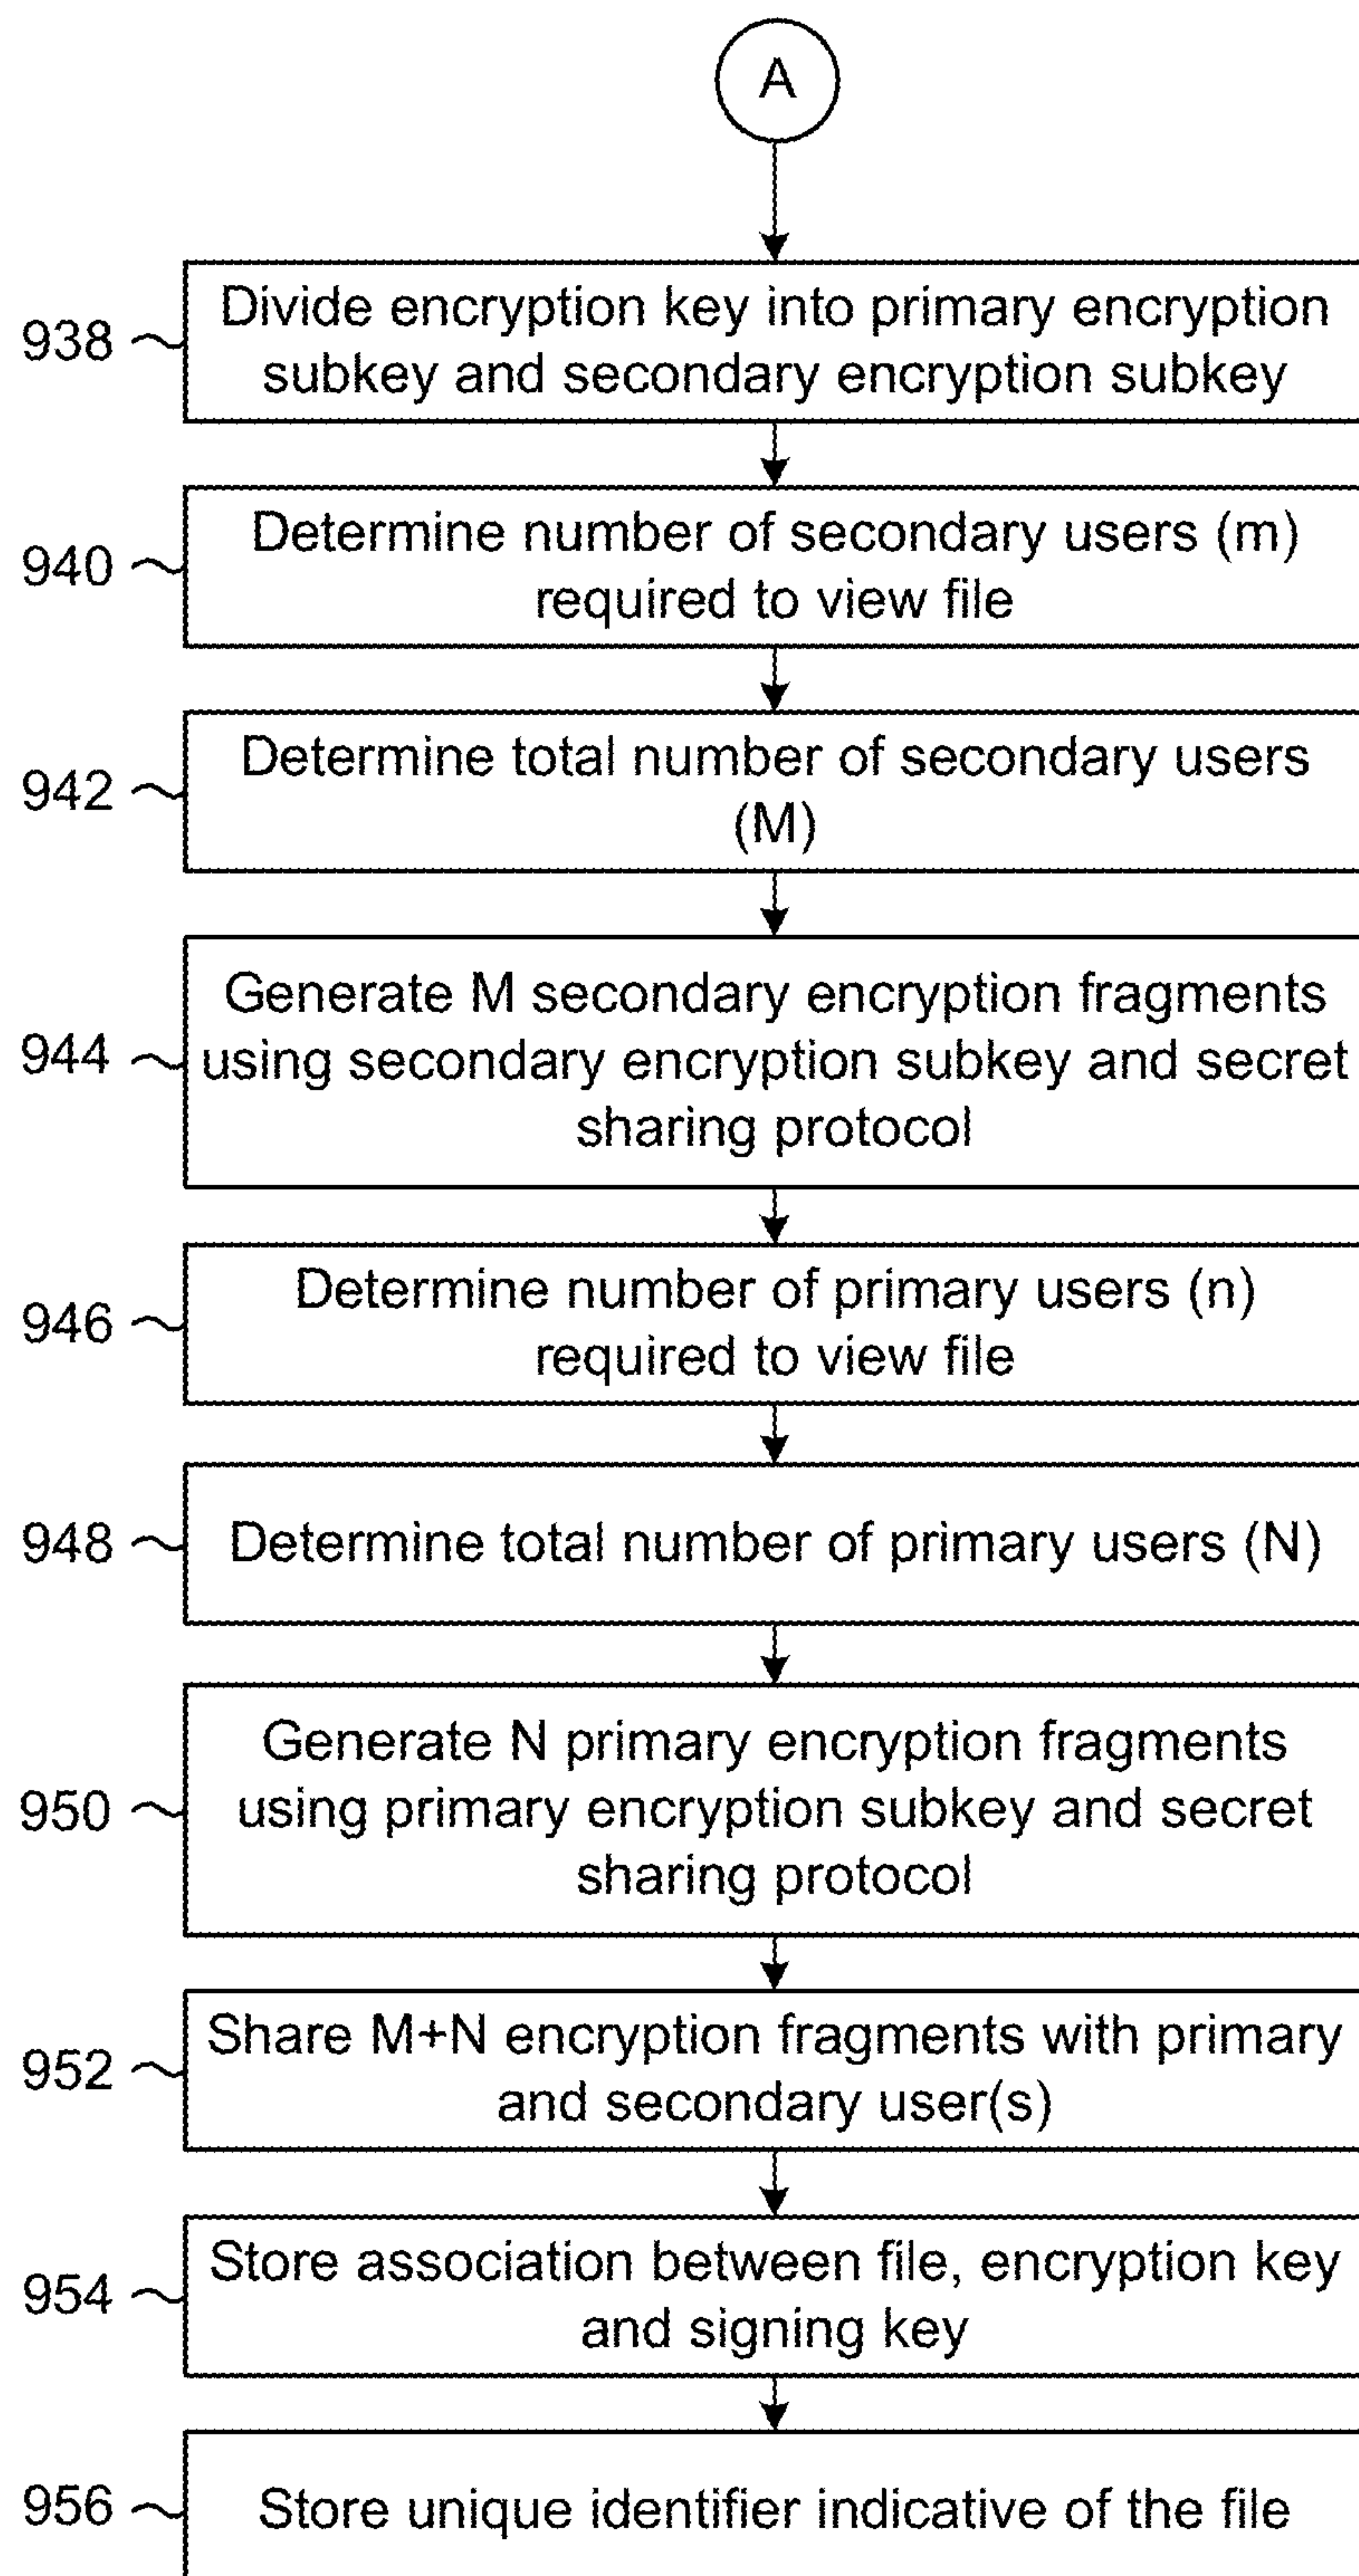 A
938
Divide encryption key into primary encryption
subkey and secondary encryption subkey
940
Determine number of secondary users (m)
required to view file
942
Determine total number of secondary users
(M)
944
Generate M secondary encryption fragments
using secondary encryption subkey and secret
sharing protocol
946
Determine number of primary users (n)
required to view file
948
Determine total number of primary users (N)
950
Generate N primary encryption fragments
using primary encryption subkey and secret
sharing protocol
952
Share M+N encryption fragments with primary
and secondary user(s)
954
Store association between file, encryption key
and signing key
956
Store unique identifier indicative of the file